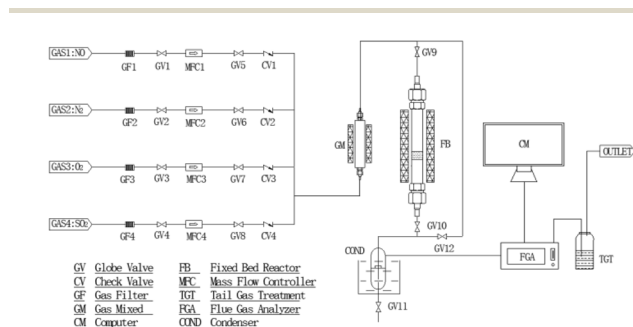 GAS1:NO
GF1 GV1 MFC1 GV5 CV1
GAS2:N₂
GF2 GV2 MFC2 GV6 CV2
GAS3:O₂
GF3 GV3 MFC3 GV7 CV3
GAS4:SO₂
GF4 GV4 MFC4 GV8 CV4
GM
GV9
FB
GV10
GV12
COND
GV11
CM
FGA
OUTLET
TGT
GV Globe Valve FB Fixed Bed Reactor
CV Check Valve MFC Mass Flow Controller
GF Gas Filter TGT Tail Gas Treatment
GM Gas Mixed FGA Flue Gas Analyzer
CM Computer COND Condenser